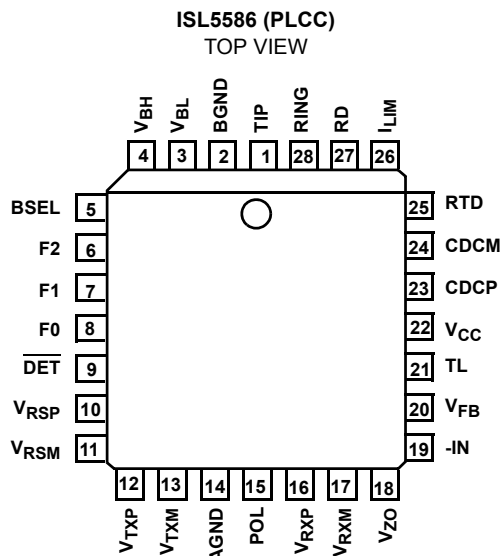 ISL5586 (PLCC)
TOP VIEW
VBH
VBL
BGND
TIP
RING
RD
ILIM
4
3
2
1
28
27
26
BSEL 5
F2 6
F1 7
F0 8
DET 9
VRSP 10
VRSM 11
25 RTD
24 CDCM
23 CDCP
22 VCC
21 TL
20 VFB
19 -IN
12
13
14
15
16
17
18
VTXP
VTXM
AGND
POL
VRXP
VRXM
VZO